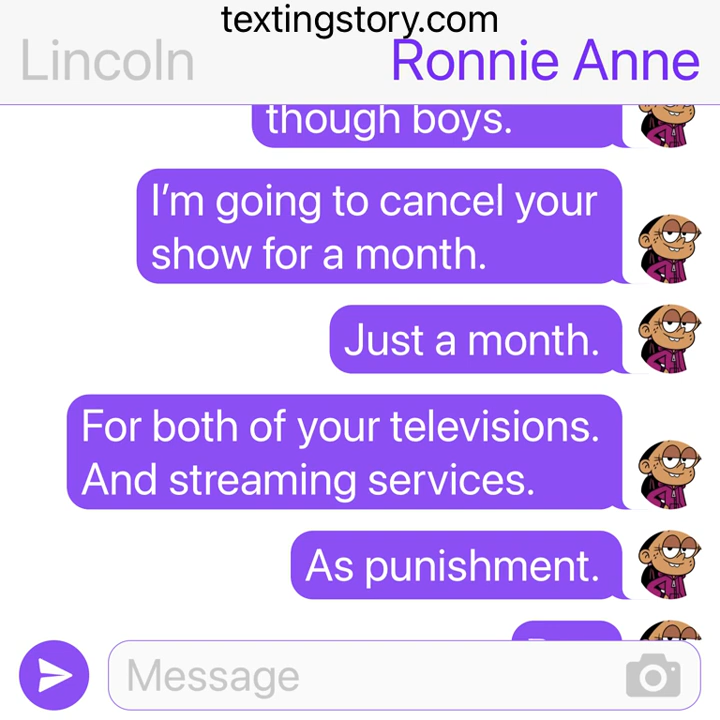 textingstory.com
Lincoln
Ronnie Anne
though boys.
I'm going to cancel your
show for a month.
Just a month.
For both of your televisions.
And streaming services.
As punishment.
Message